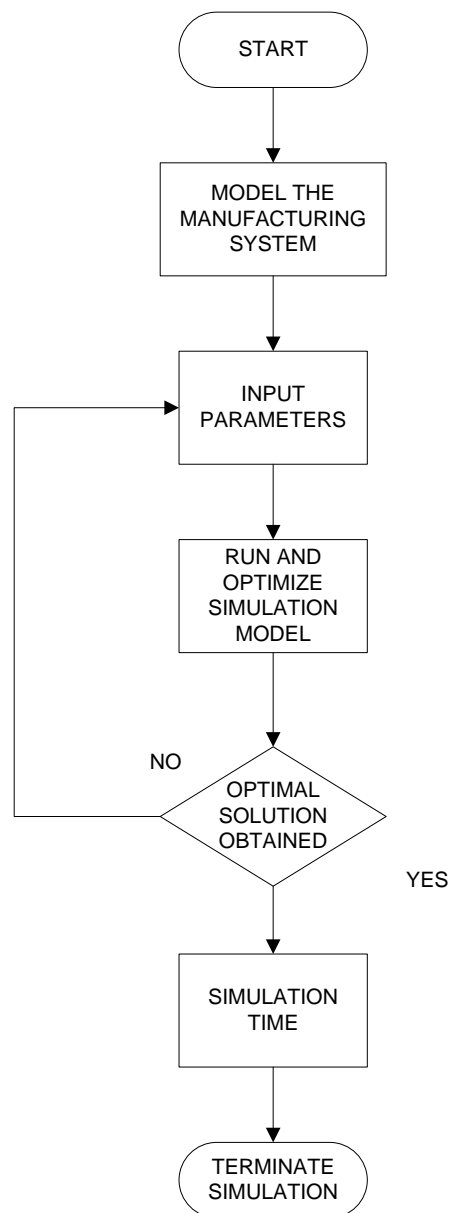 START
MODEL THE
MANUFACTURING
SYSTEM
INPUT
PARAMETERS
RUN AND
OPTIMIZE
SIMULATION
MODEL
NO
OPTIMAL
SOLUTION
OBTAINED
YES
SIMULATION
TIME
TERMINATE
SIMULATION